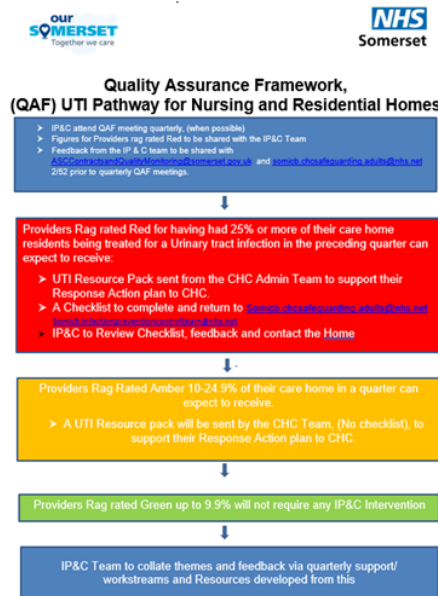 our
SOMERSET
Together we care
NHS
Somerset
Quality Assurance Framework,
(QAF) UTI Pathway for Nursing and Residential Homes
➢ IP&C attend QAF meeting quarterly, (when possible)
➢ Figures for Providers rag rated Red to be shared with the IP&C Team
➢ Feedback from the IP & C team to be shared with
ASCContractsandQualityMonitoring@somerset.gov.uk and somicb.chcsafeguarding.adults@nhs.net
2/52 prior to quarterly QAF meetings.
Providers Rag rated Red for having had 25% or more of their care home
residents being treated for a Urinary tract infection in the preceding quarter can
expect to receive:
➢ UTI Resource Pack sent from the CHC Admin Team to support their
Response Action plan to CHC.
➢ A Checklist to complete and return to Somicb.chcsafeguarding.adults@nhs.net
Somicb.infectionpreventioncontrolteam@nhs.net
➢ IP&C to Review Checklist, feedback and contact the Home
Providers Rag Rated Amber 10-24.9% of their care home in a quarter can
expect to receive.
➢ A UTI Resource pack will be sent by the CHC Team, (No checklist), to
support their Response Action plan to CHC.
Providers Rag rated Green up to 9.9% will not require any IP&C Intervention
IP&C Team to collate themes and feedback via quarterly support/
workstreams and Resources developed from this